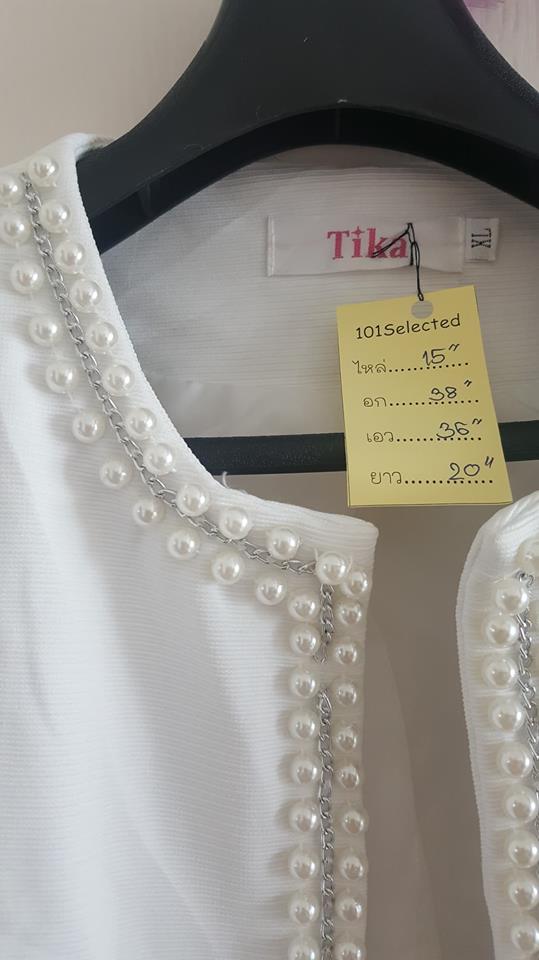 Tika
XL
101Selected
ไหล่......15"......
อก..........38"......
เอว.........36"......
ยาว.........20"......